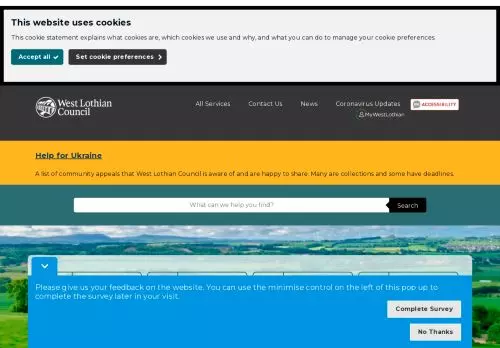 This website uses cookies
This cookie statement explains what cookies are, which cookies we use and why, and what you can do to manage your cookie preferences
Accept all
Set cookie preferences
West Lothian
Council
All Services
Contact Us
News
Coronavirus Updates
ACCESSIBILITY
MyWestLothian
Help for Ukraine
A list of community appeals that West Lothian Council is aware of and are happy to share. Many are collections and some have deadlines.
What can we help you find?
Search
Please give us your feedback on the website. You can use the minimise control on the left of this pop up to
complete the survey later in your visit.
Complete Survey
No Thanks